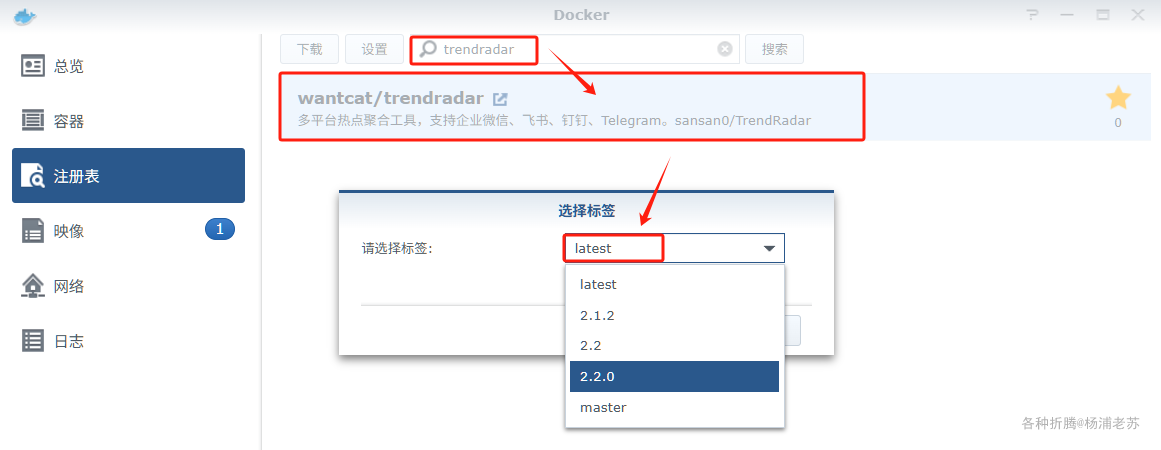 Docker
总览
容器
注册表
映像
1
网络
日志
下载
设置
trendradar
搜索
wantcat/trendradar
多平台热点聚合工具，支持企业微信、飞书、钉钉、Telegram。sansan0/TrendRadar
0
选择标签
请选择标签:
latest
latest
2.1.2
2.2
2.2.0
master
各种折腾@杨浦老苏